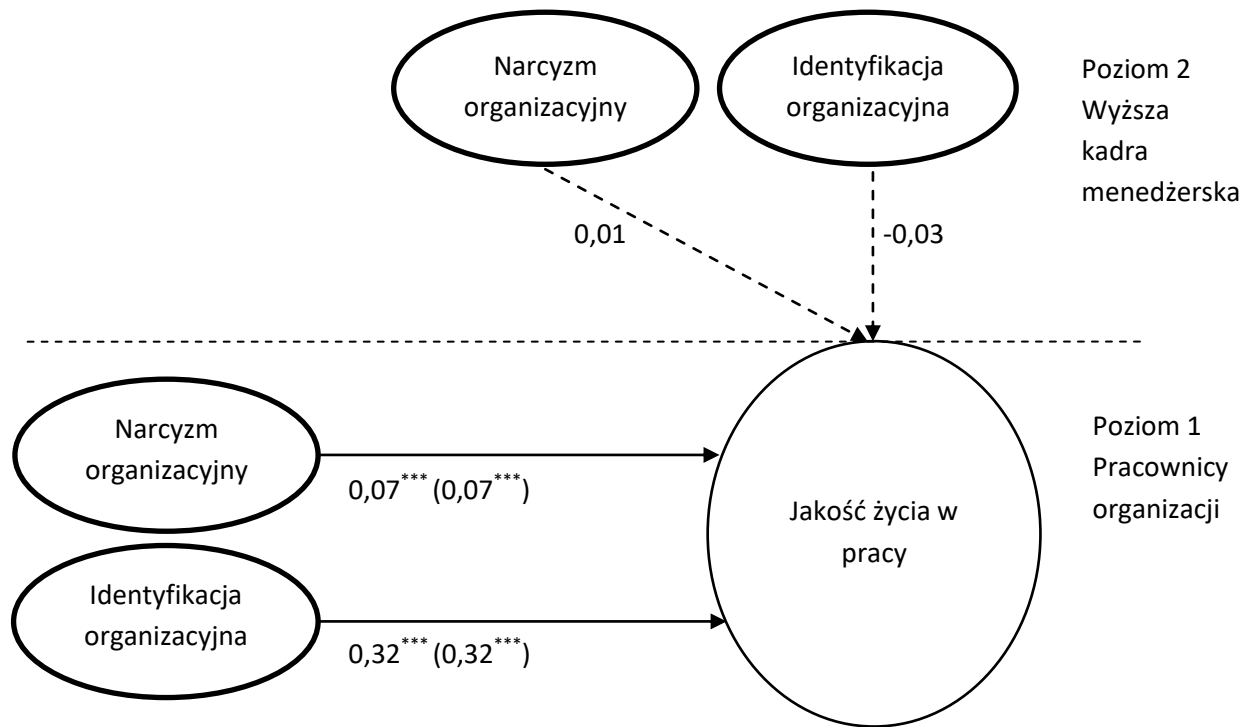 Narcyzm
organizacyjny
Identyfikacja
organizacyjna
Poziom 2
Wyższa
kadra
menedżerska
0,01
-0,03
Narcyzm
organizacyjny
0,07*** (0,07***)
Identyfikacja
organizacyjna
0,32*** (0,32***)
Jakość życia w
pracy
Poziom 1
Pracownicy
organizacji